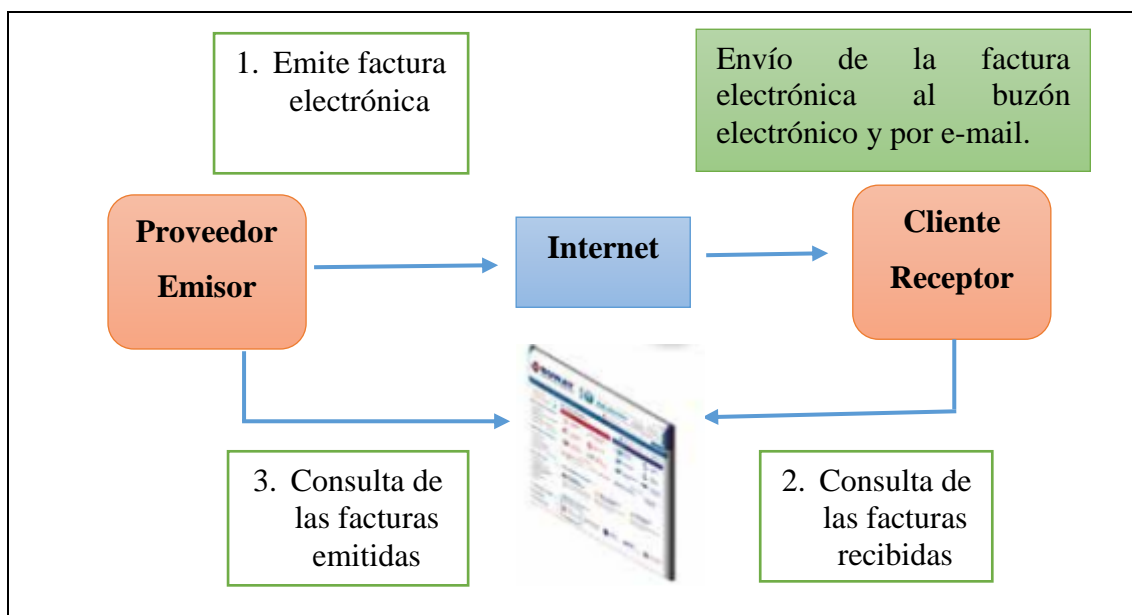 1. Emite factura
electrónica
Envío de la factura
electrónica al buzón
electrónico y por e-mail.
Proveedor
Emisor
Internet
Cliente
Receptor
SUNAT
3. Consulta de
las facturas
emitidas
2. Consulta de
las facturas
recibidas